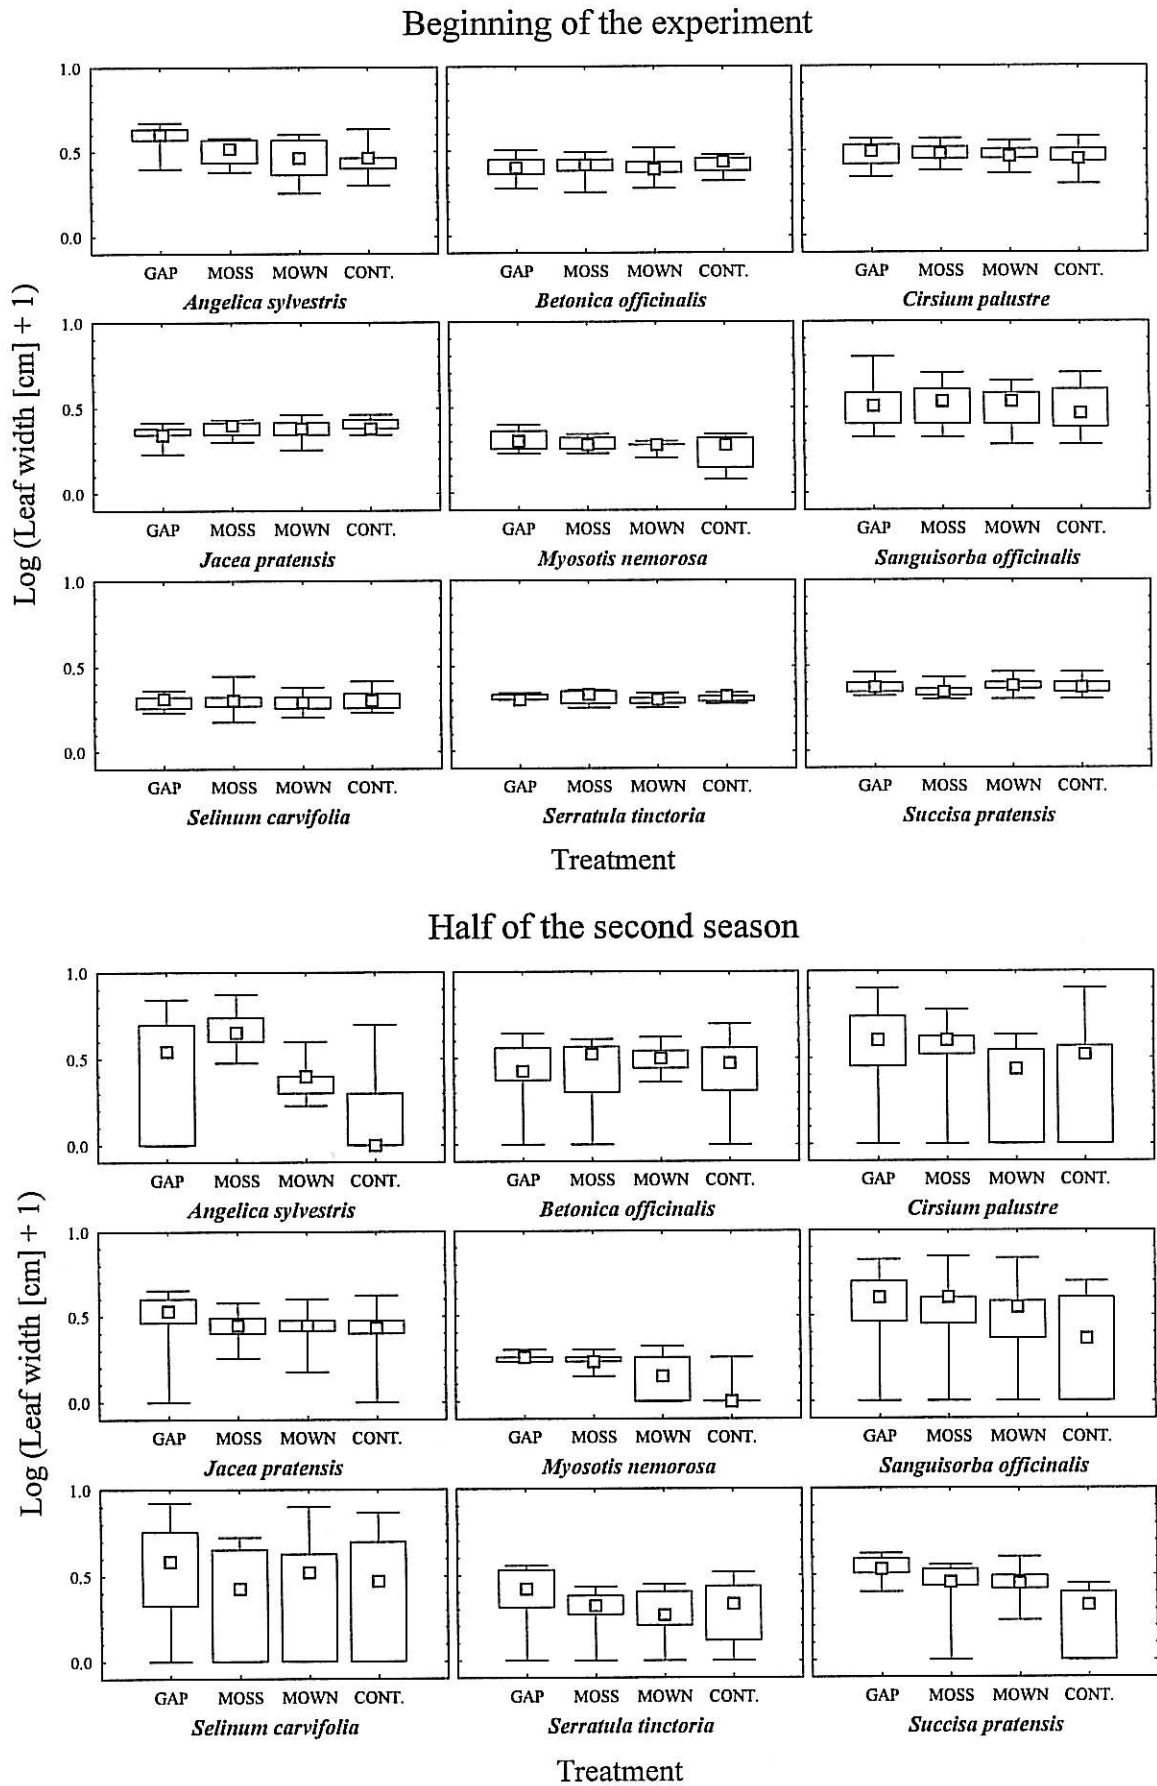 Beginning of the experiment
Log (Leaf width [cm] + 1)
1.0
0.5
0.0
GAP MOSS MOWN CONT. GAP MOSS MOWN CONT. GAP MOSS MOWN CONT.
Angelica sylvestris Betonica officinalis Cirsium palustre
1.0
0.5
0.0
GAP MOSS MOWN CONT. GAP MOSS MOWN CONT. GAP MOSS MOWN CONT.
Jacea pratensis Myosotis nemorosa Sanguisorba officinalis
1.0
0.5
0.0
GAP MOSS MOWN CONT. GAP MOSS MOWN CONT. GAP MOSS MOWN CONT.
Selinum carvifolia Serratula tinctoria Succisa pratensis
Treatment
Half of the second season
Log (Leaf width [cm] + 1)
1.0
0.5
0.0
GAP MOSS MOWN CONT. GAP MOSS MOWN CONT. GAP MOSS MOWN CONT.
Angelica sylvestris Betonica officinalis Cirsium palustre
1.0
0.5
0.0
GAP MOSS MOWN CONT. GAP MOSS MOWN CONT. GAP MOSS MOWN CONT.
Jacea pratensis Myosotis nemorosa Sanguisorba officinalis
1.0
0.5
0.0
GAP MOSS MOWN CONT. GAP MOSS MOWN CONT. GAP MOSS MOWN CONT.
Selinum carvifolia Serratula tinctoria Succisa pratensis
Treatment